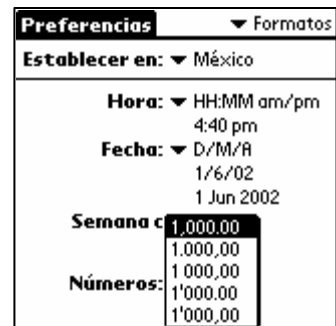 Preferencias ▼ Formatos
Establecer en: ▼ México
Hora: ▼ HH:MM am/pm
4:40 pm
Fecha: ▼ D/M/A
1/6/02
1 Jun 2002
Semana c
1,000.00
1.000,00
1 000,00
Números: 1'000.00
1'000,00